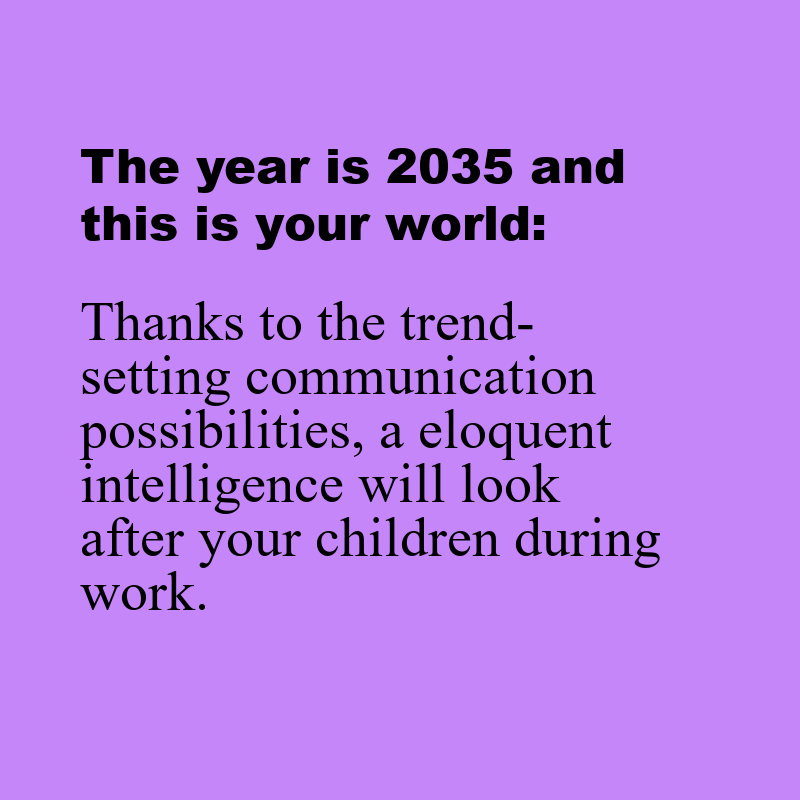 The year is 2035 and
this is your world:
Thanks to the trend-
setting communication
possibilities, a eloquent
intelligence will look
after your children during
work.